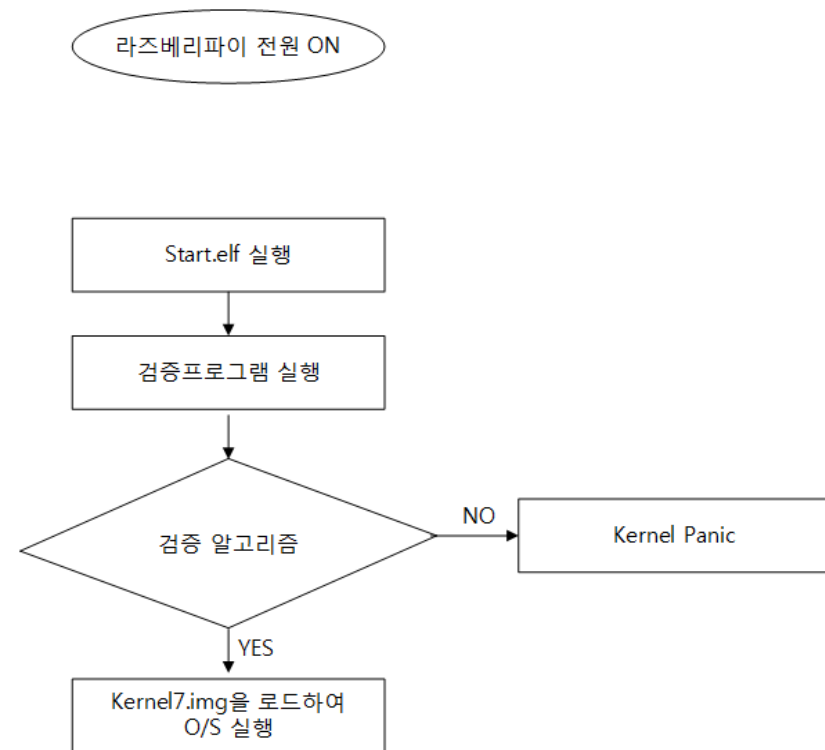 라즈베리파이 전원 ON
Start.elf 실행
검증프로그램 실행
검증 알고리즘
NO
Kernel Panic
YES
Kernel7.img을 로드하여
O/S 실행